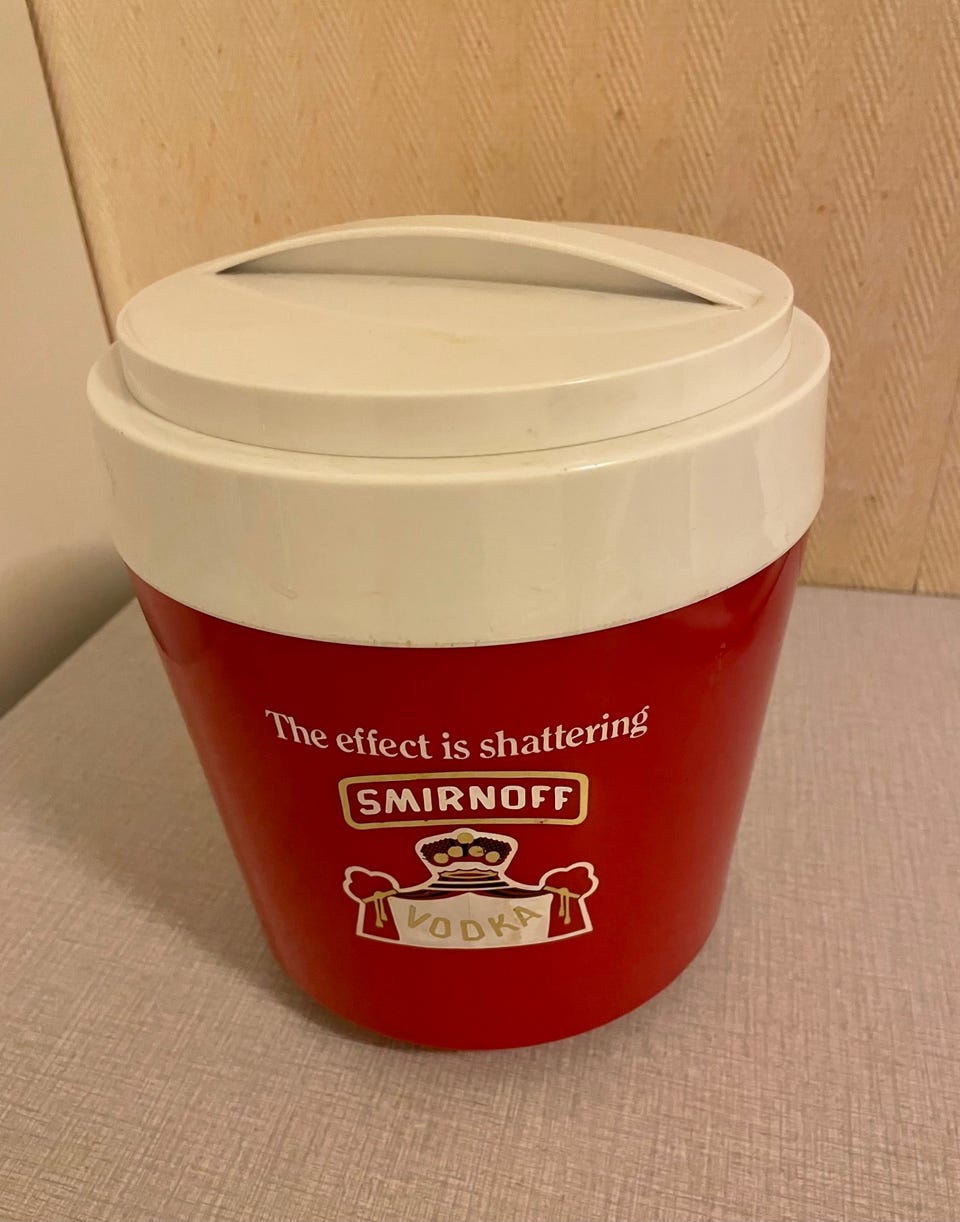 The effect is shattering
SMIRNOFF
VODKA